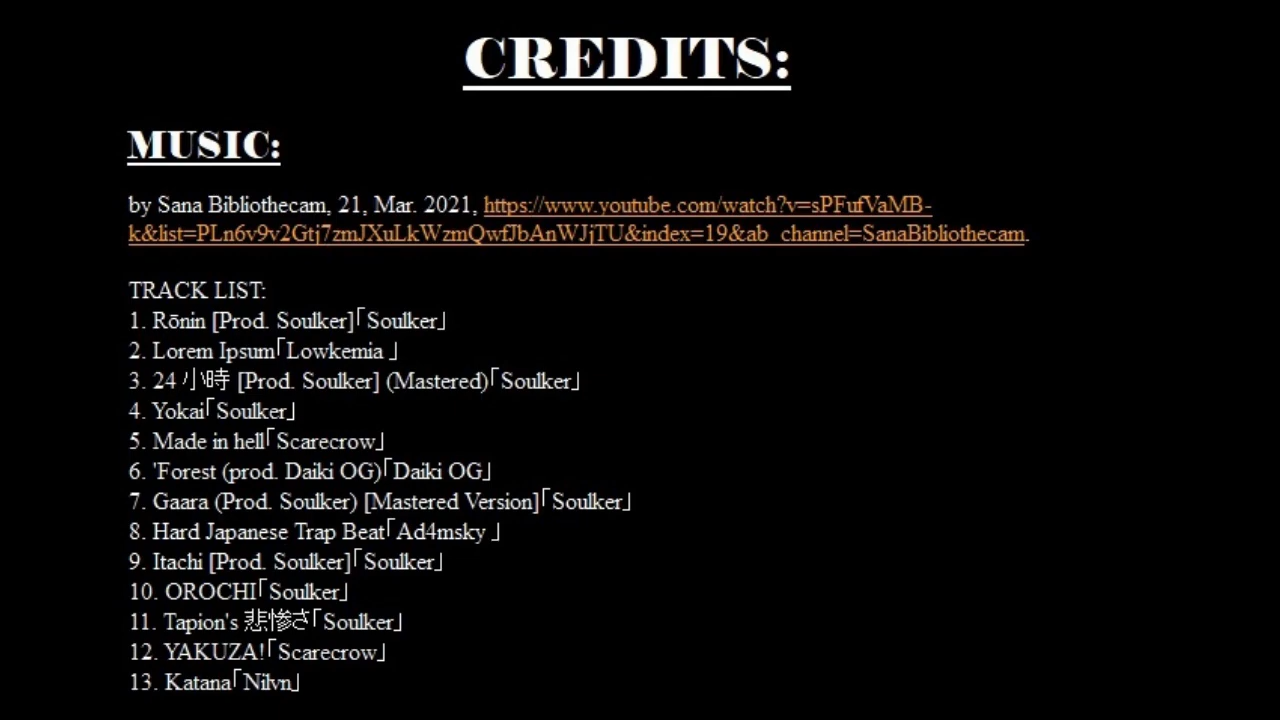 CREDITS:
MUSIC:
by Sana Bibliothecam, 21, Mar. 2021, https://www.youtube.com/watch?v=sPFufVaMB-
k&list=PLn6v9v2Gtj7zmJXuLkWzmQwfJbAnWJjTU&index=19&ab_channel=SanaBibliothecam.
TRACK LIST:
1. Rōnin [Prod. Soulker]「Soulker」
2. Lorem Ipsum「Lowkemia 」
3. 24 小時 [Prod. Soulker] (Mastered)「Soulker」
4. Yokai「Soulker」
5. Made in hell「Scarecrow」
6. 'Forest (prod. Daiki OG)「Daiki OG」
7. Gaara (Prod. Soulker) [Mastered Version]「Soulker」
8. Hard Japanese Trap Beat「Ad4msky 」
9. Itachi [Prod. Soulker]「Soulker」
10. OROCHI「Soulker」
11. Tapion's 悲惨さ「Soulker」
12. YAKUZA!「Scarecrow」
13. Katana「Nilvn」